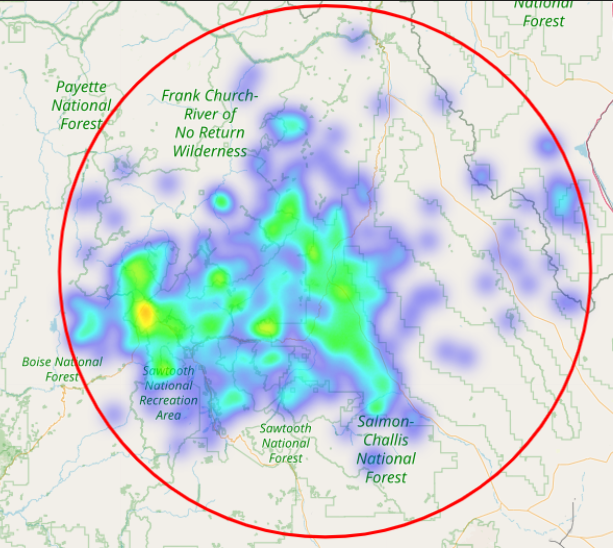 National
Forest
Payette
National
Forest
Frank Church-
River of
No Return
Wilderness
Boise National
Forest
Sawtooth
National
Recreation
Area
Sawtooth
National
Forest
Salmon-
Challis
National
Forest